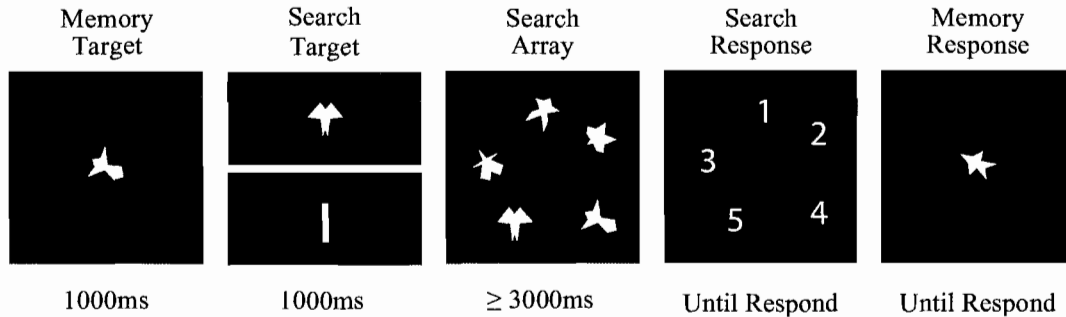 Memory Target
Search Target
Search Array
Search Response
Memory Response
1
2
3
5
4
1000ms
1000ms
≥ 3000ms
Until Respond
Until Respond